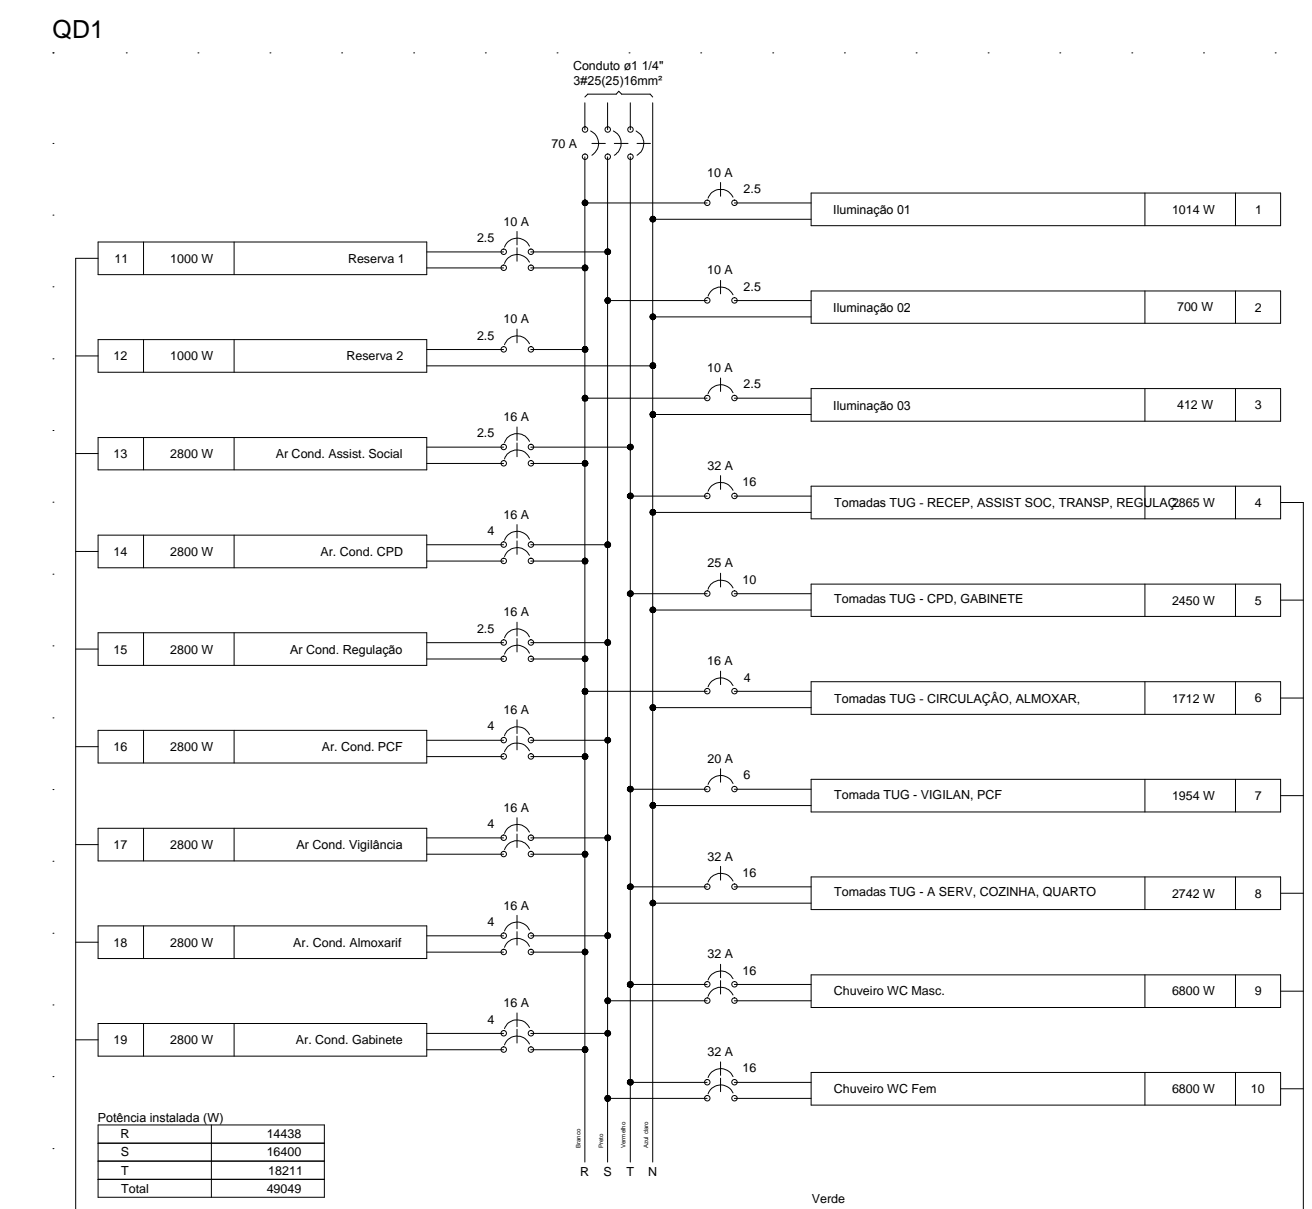 QD1
Conduto ø1 1/4"
3#25(25)16mm²
70 A
10 A
2.5
Iluminação 01 1014 W 1
10 A
2.5
11 1000 W Reserva 1
10 A
2.5
Iluminação 02 700 W 2
10 A
2.5
12 1000 W Reserva 2
10 A
2.5
Iluminação 03 412 W 3
16 A
2.5
13 2800 W Ar Cond. Assist. Social
32 A
16
Tomadas TUG - RECEP, ASSIST SOC, TRANSP, REGULAÇ 2865 W 4
16 A
4
14 2800 W Ar. Cond. CPD
25 A
10
Tomadas TUG - CPD, GABINETE 2450 W 5
16 A
2.5
15 2800 W Ar Cond. Regulação
16 A
4
Tomadas TUG - CIRCULAÇÂO, ALMOXAR, 1712 W 6
16 A
4
16 2800 W Ar. Cond. PCF
20 A
6
Tomada TUG - VIGILAN, PCF 1954 W 7
16 A
4
17 2800 W Ar Cond. Vigilância
32 A
16
Tomadas TUG - A SERV, COZINHA, QUARTO 2742 W 8
16 A
4
18 2800 W Ar. Cond. Almoxarif
32 A
16
Chuveiro WC Masc. 6800 W 9
16 A
4
19 2800 W Ar. Cond. Gabinete
32 A
16
Chuveiro WC Fem 6800 W 10
Potência instalada (W)
R 14438
S 16400
T 18211
Total 49049
Branco
Preto
Vermelho
Azul claro
R S T N
Verde